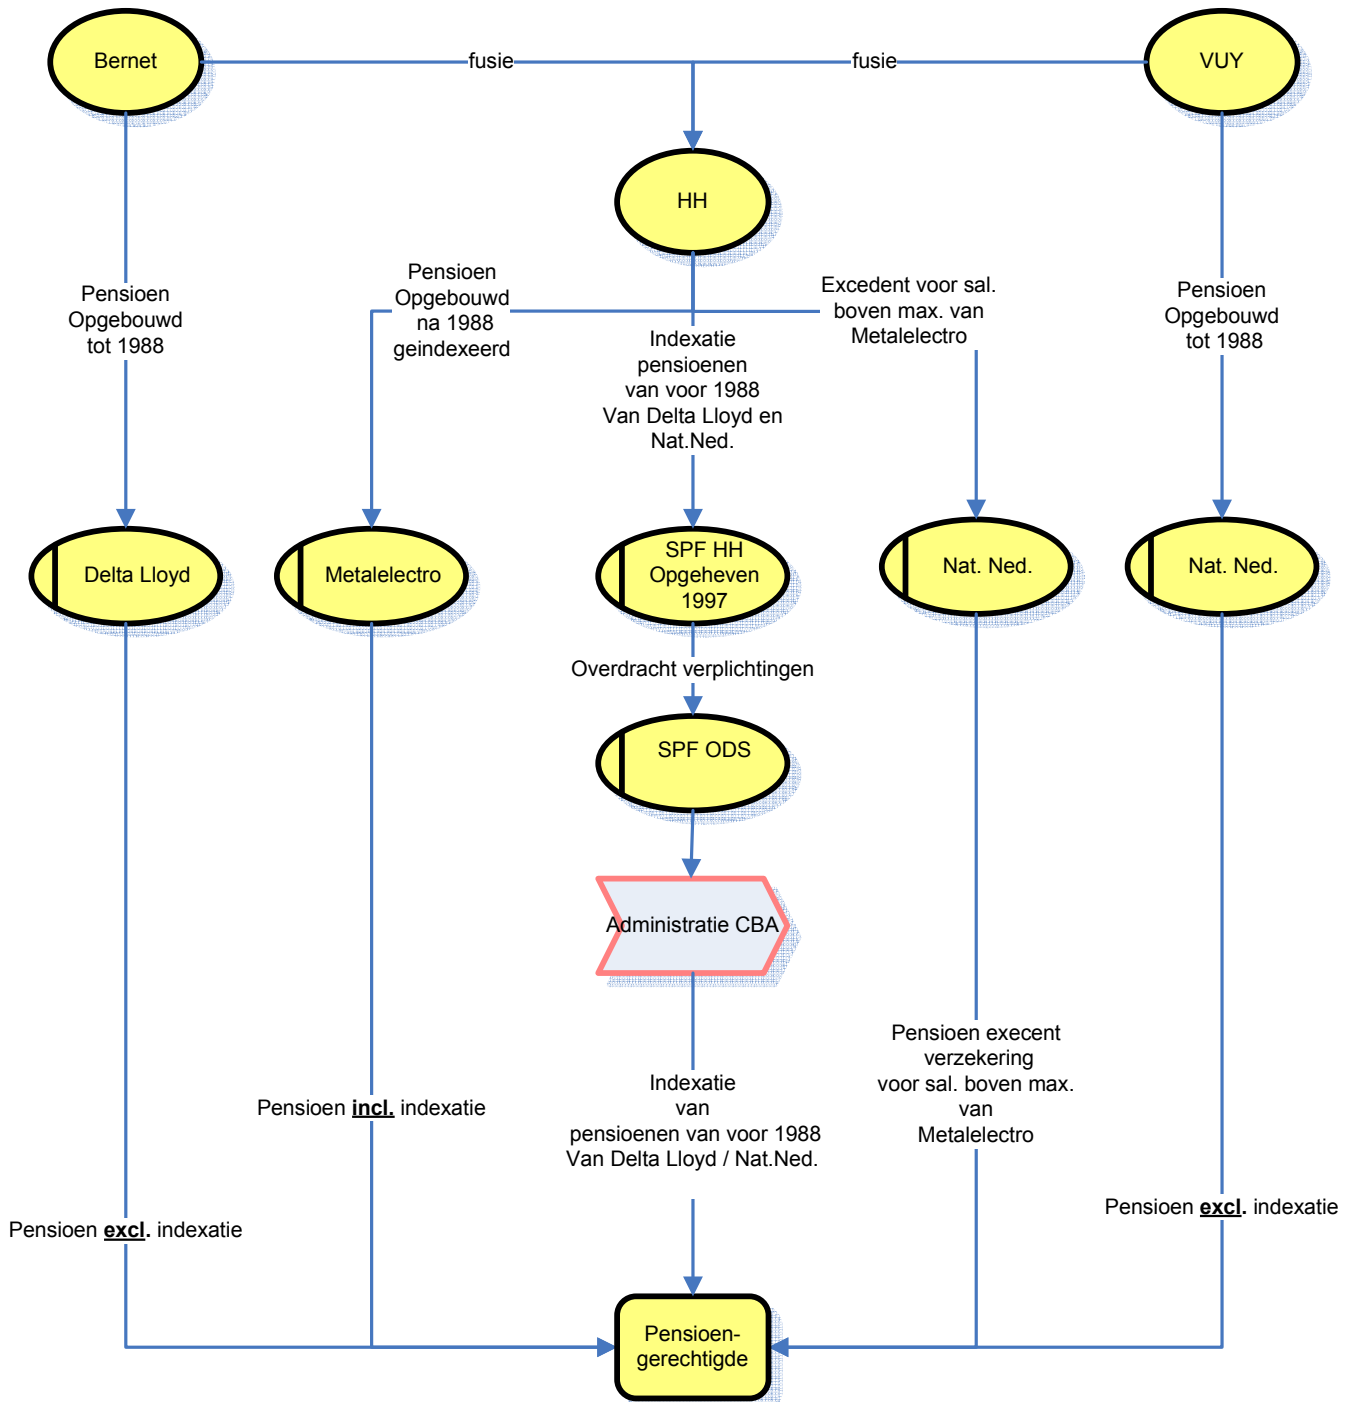 Bernet
fusie
fusie
VUY
HH
Pensioen
Opgebouwd
tot 1988
Pensioen
Opgebouwd
na 1988
geindexeerd
Indexatie
pensioenen
van voor 1988
Van Delta Lloyd en
Nat.Ned.
Excedent voor sal.
boven max. van
Metalelectro
Pensioen
Opgebouwd
tot 1988
Delta Lloyd
Metalelectro
SPF HH
Opgeheven
1997
Nat. Ned.
Nat. Ned.
Overdracht verplichtingen
SPF ODS
Administratie CBA
Pensioen excl. indexatie
Pensioen incl. indexatie
Indexatie
van
pensioenen van voor 1988
Van Delta Lloyd / Nat.Ned.
Pensioen execent
verzekering
voor sal. boven max.
van
Metalelectro
Pensioen excl. indexatie
Pensioen-
gerechtigde